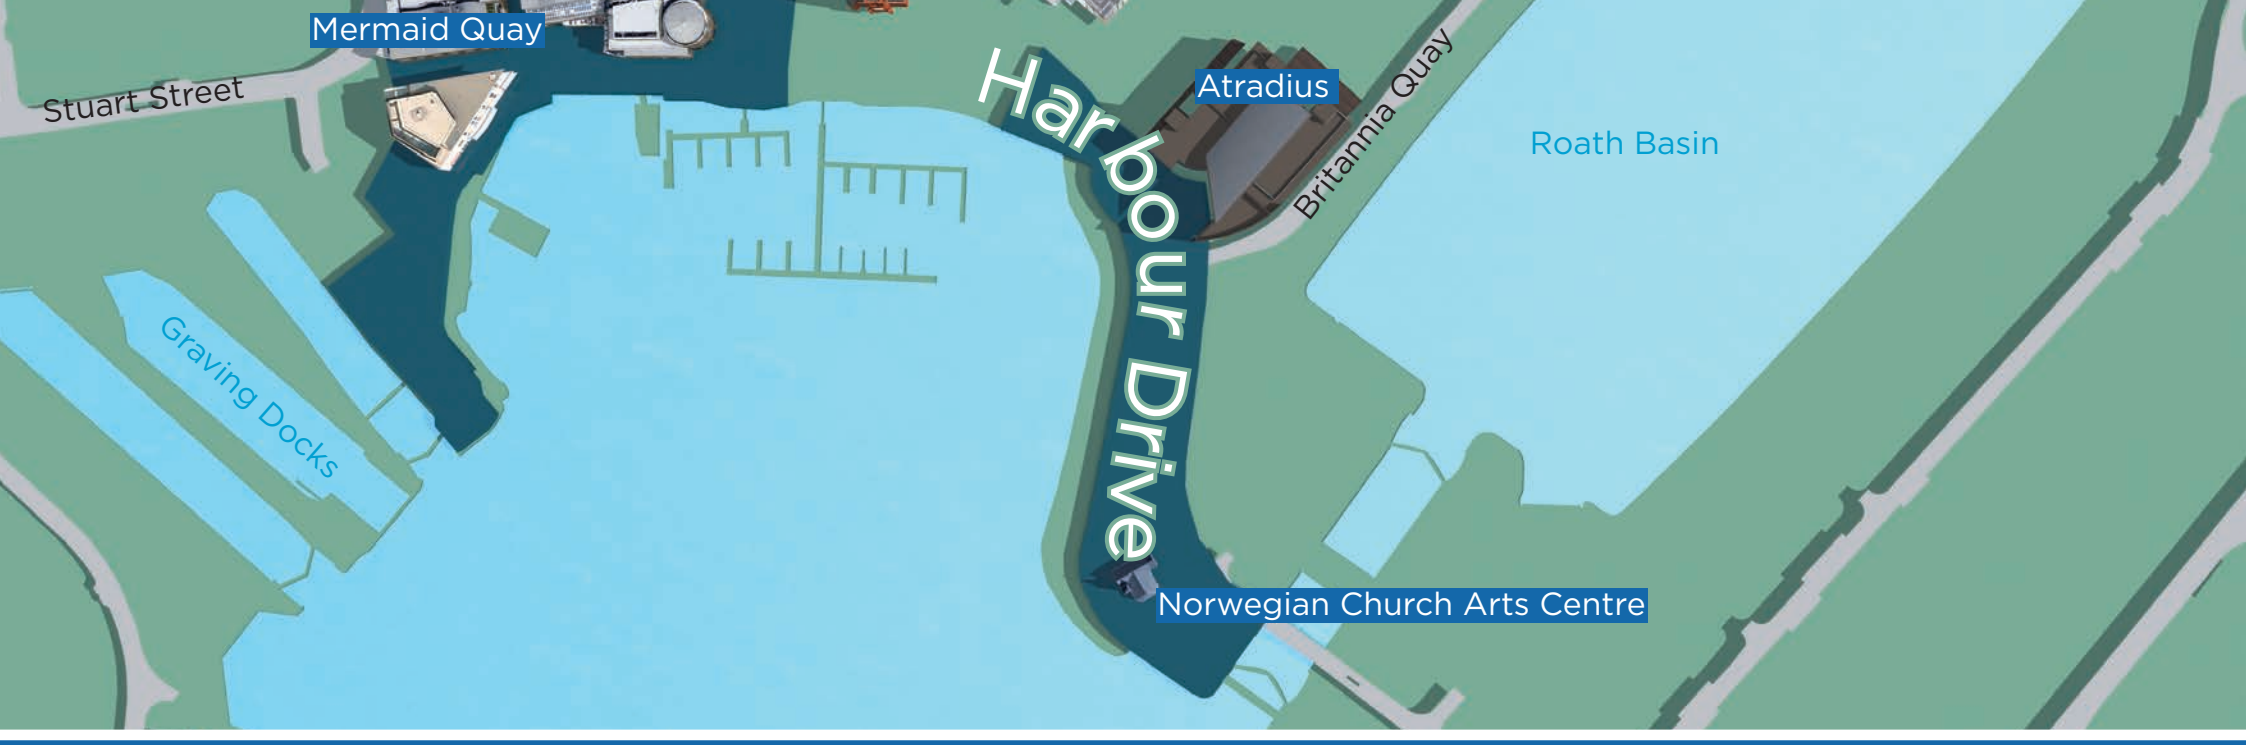 Mermaid Quay
Stuart Street
Harbour Drive
Atradius
Britannia Quay
Roath Basin
Graving Docks
Norwegian Church Arts Centre